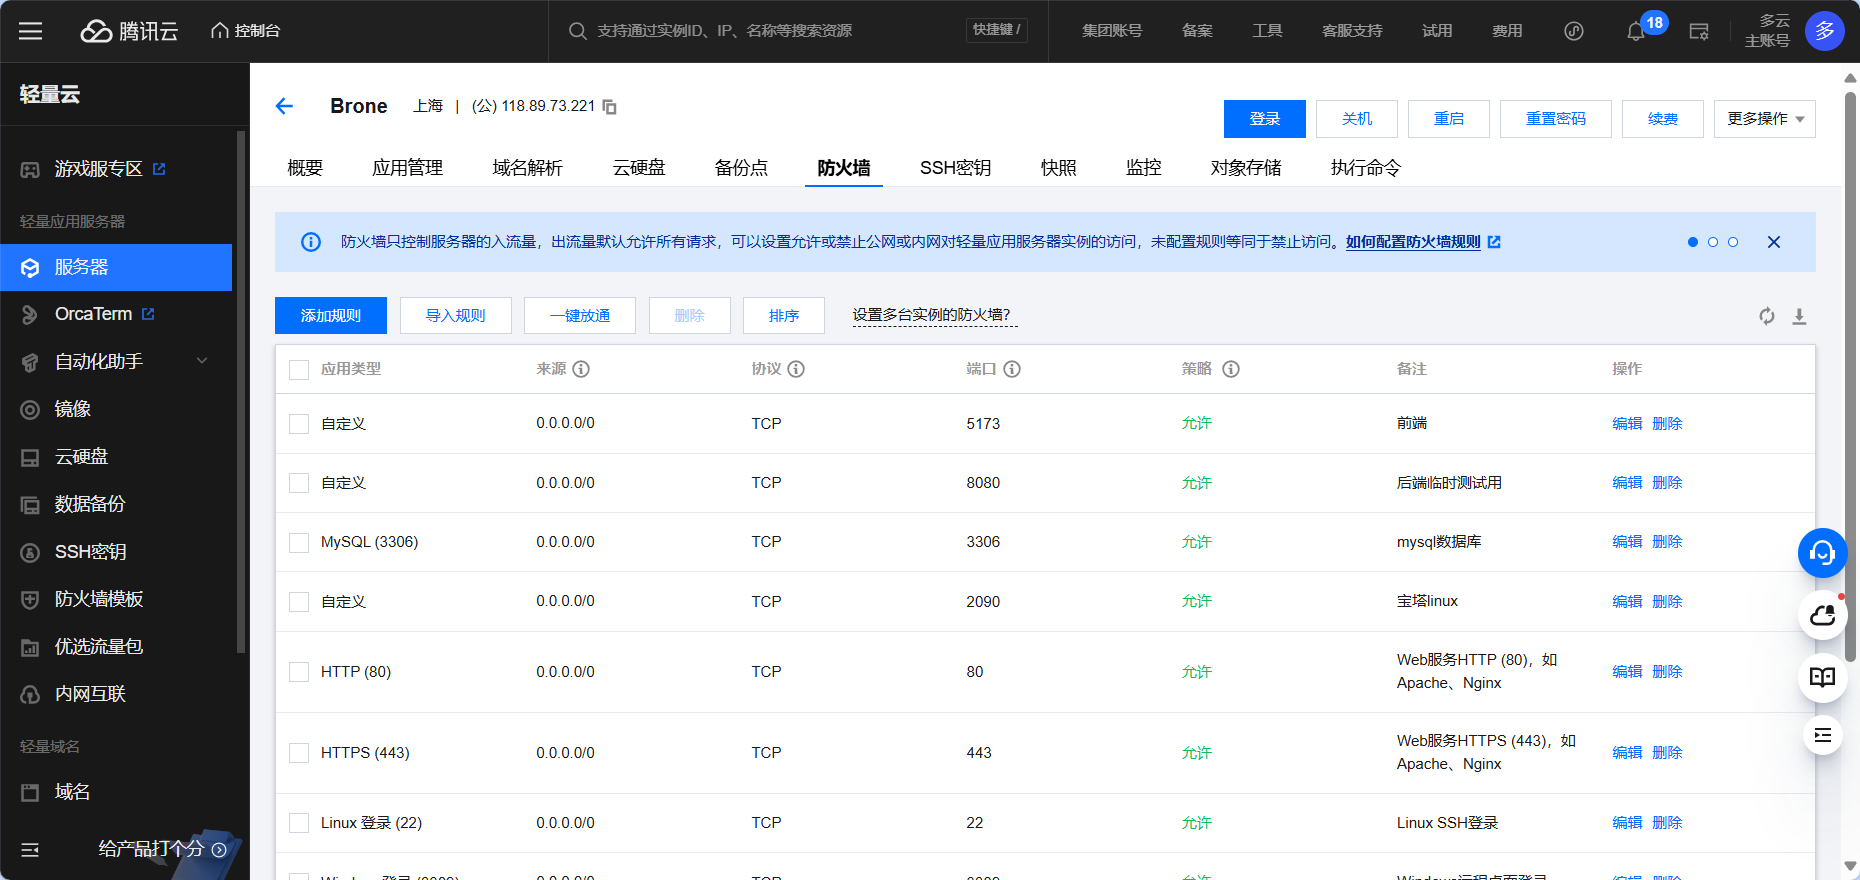 腾讯云
控制台
支持通过实例ID、IP、名称等搜索资源
快捷键 /
集团账号
备案
工具
客服支持
试用
费用
18
多云
主账号
多
轻量云
游戏服专区
轻量应用服务器
服务器
OrcaTerm
自动化助手
镜像
云硬盘
数据备份
SSH密钥
防火墙模板
优选流量包
内网互联
轻量域名
域名
给产品打个分
Brone 上海 | (公) 118.89.73.221
登录 关机 重启 重置密码 续费 更多操作
概要 应用管理 域名解析 云硬盘 备份点 防火墙 SSH密钥 快照 监控 对象存储 执行命令
防火墙只控制服务器的入流量，出流量默认允许所有请求，可以设置允许或禁止公网或内网对轻量应用服务器实例的访问，未配置规则等同于禁止访问。如何配置防火墙规则
添加规则 导入规则 一键放通 删除 排序 设置多台实例的防火墙?
应用类型 来源 协议 端口 策略 备注 操作
自定义 0.0.0.0/0 TCP 5173 允许 前端 编辑 删除
自定义 0.0.0.0/0 TCP 8080 允许 后端临时测试用 编辑 删除
MySQL (3306) 0.0.0.0/0 TCP 3306 允许 mysql数据库 编辑 删除
自定义 0.0.0.0/0 TCP 2090 允许 宝塔linux 编辑 删除
HTTP (80) 0.0.0.0/0 TCP 80 允许 Web服务HTTP (80)，如
Apache、Nginx 编辑 删除
HTTPS (443) 0.0.0.0/0 TCP 443 允许 Web服务HTTPS (443)，如
Apache、Nginx 编辑 删除
Linux 登录 (22) 0.0.0.0/0 TCP 22 允许 Linux SSH登录 编辑 删除